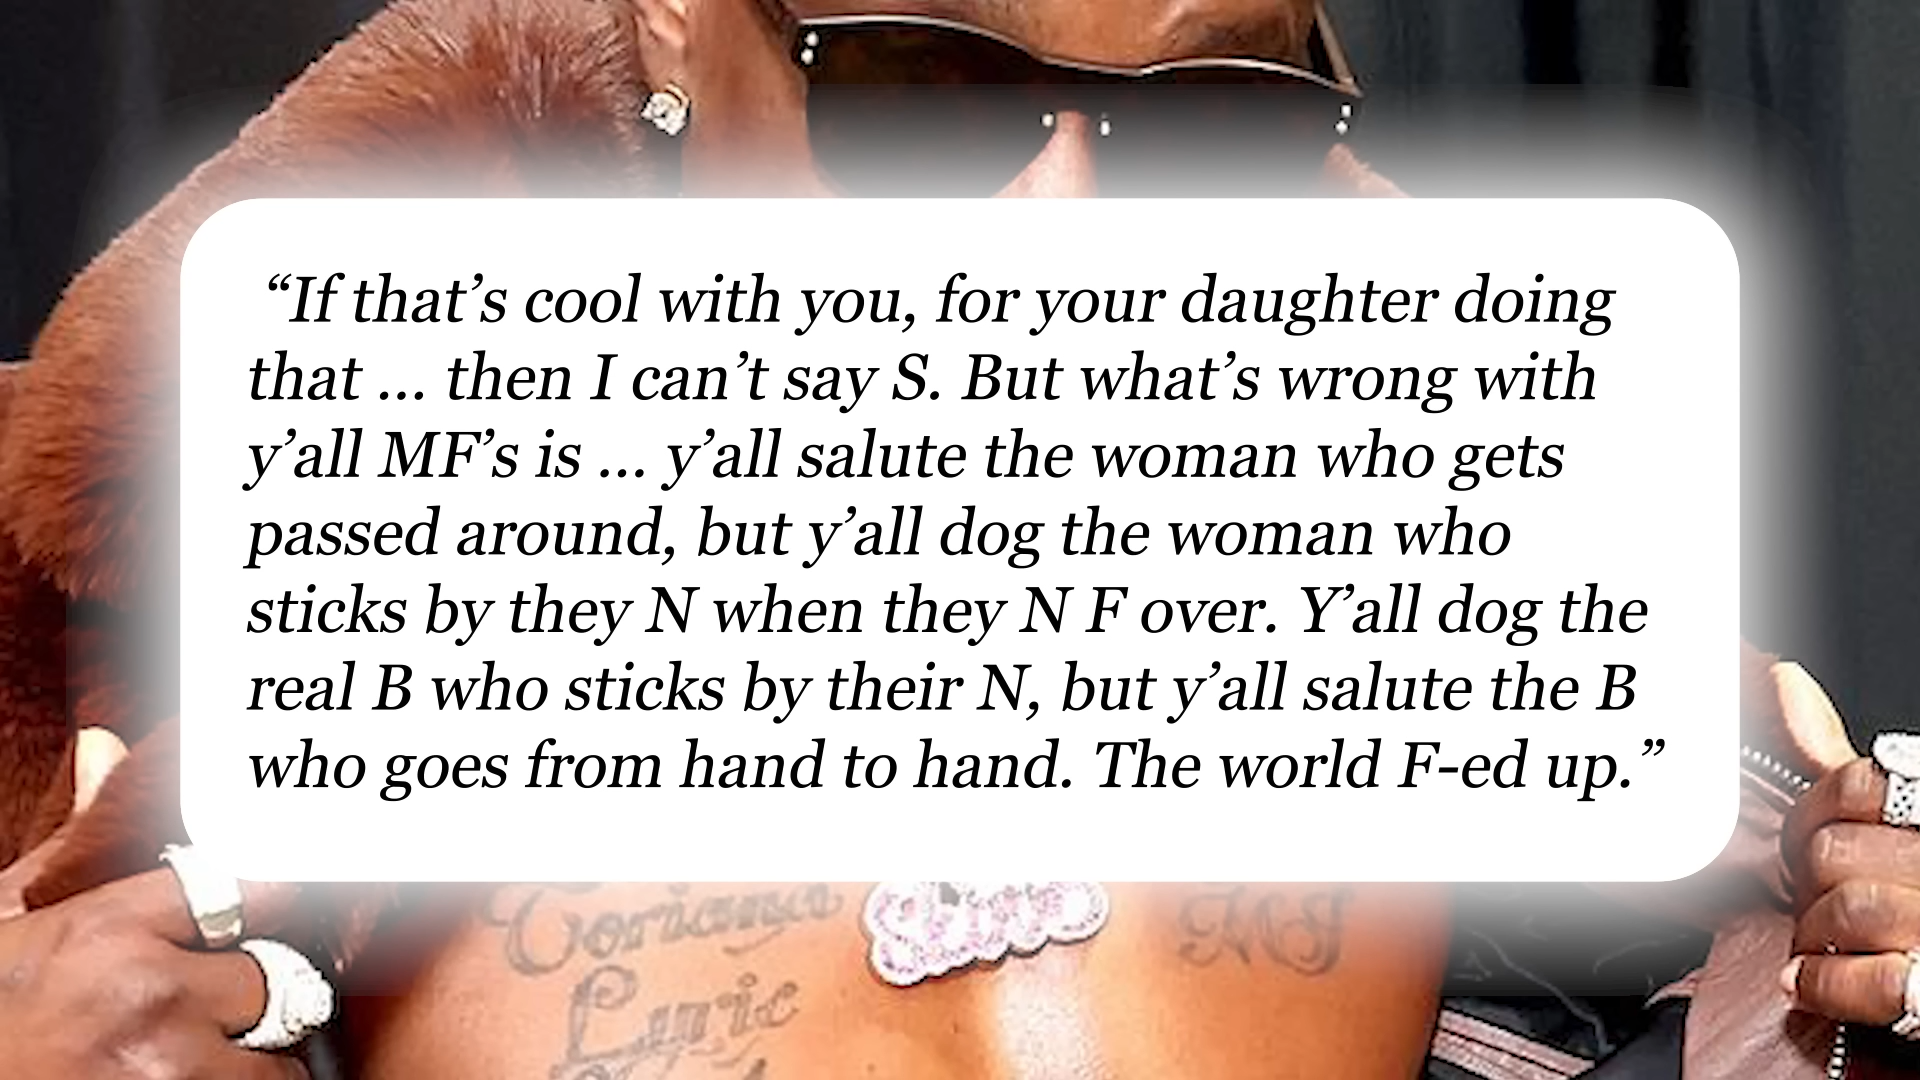 “If that’s cool with you, for your daughter doing
that ... then I can’t say S. But what’s wrong with
y’all MF’s is ... y’all salute the woman who gets
passed around, but y’all dog the woman who
sticks by they N when they N F over. Y’all dog the
real B who sticks by their N, but y’all salute the B
who goes from hand to hand. The world F-ed up.”
Coriana
Lyric